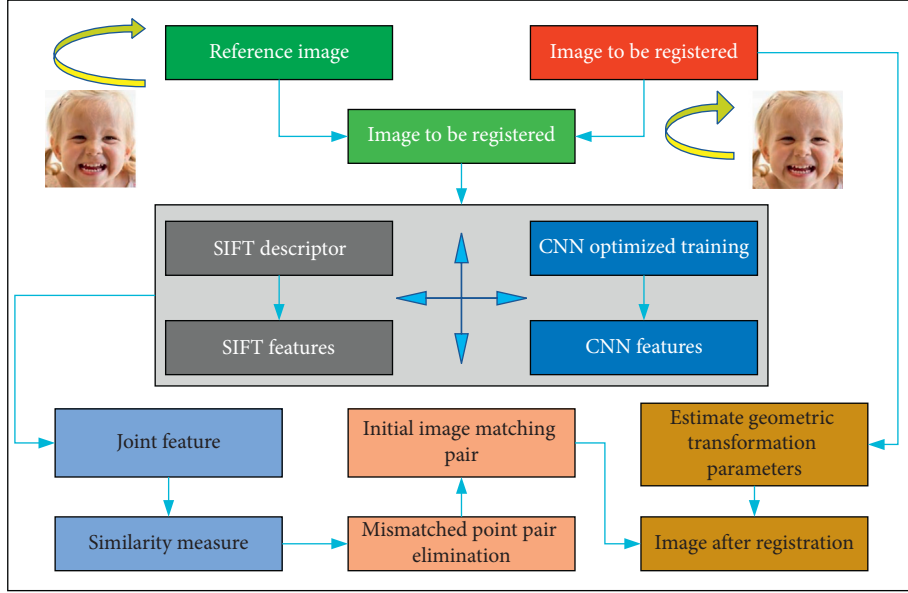 Reference image
Image to be registered
Image to be registered
SIFT descriptor
CNN optimized training
SIFT features
CNN features
Joint feature
Initial image matching
pair
Estimate geometric
transformation
parameters
Similarity measure
Mismatched point pair
elimination
Image after registration